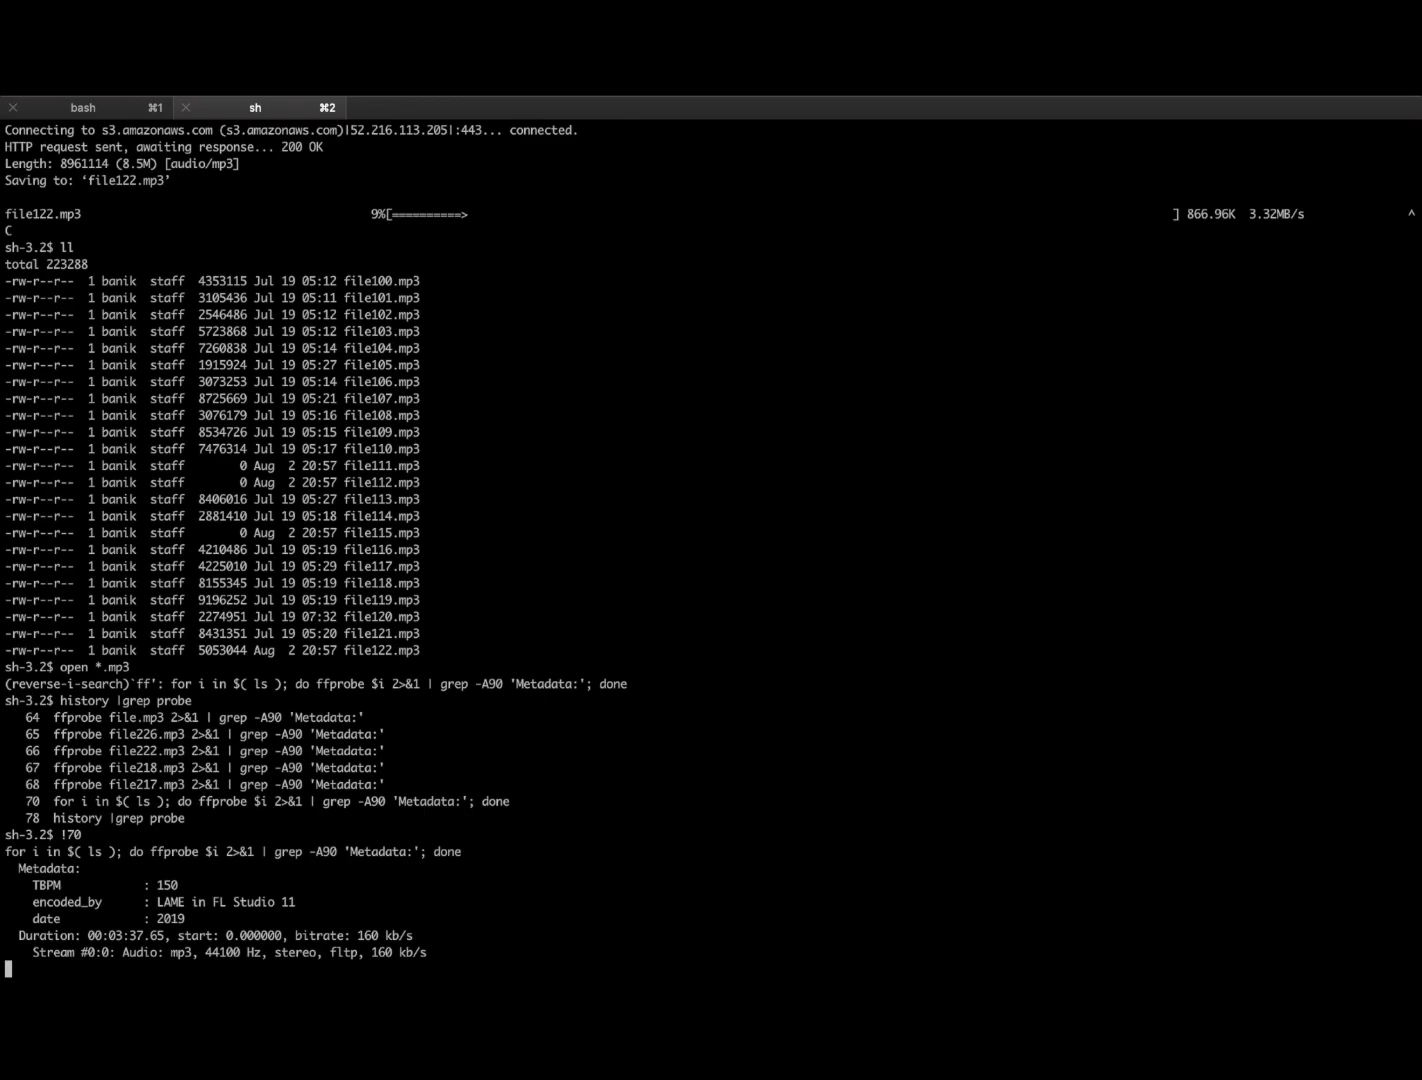 bash ⌘1 sh ⌘2
Connecting to s3.amazonaws.com (s3.amazonaws.com)|52.216.113.205|:443... connected.
HTTP request sent, awaiting response... 200 OK
Length: 8961114 (8.5M) [audio/mp3]
Saving to: ‘file122.mp3’
file122.mp3 9%[==========> ] 866.96K 3.32MB/s ^
C
sh-3.2$ ll
total 223288
-rw-r--r-- 1 banik staff 4353115 Jul 19 05:12 file100.mp3
-rw-r--r-- 1 banik staff 3105436 Jul 19 05:11 file101.mp3
-rw-r--r-- 1 banik staff 2546486 Jul 19 05:12 file102.mp3
-rw-r--r-- 1 banik staff 5723868 Jul 19 05:12 file103.mp3
-rw-r--r-- 1 banik staff 7260838 Jul 19 05:14 file104.mp3
-rw-r--r-- 1 banik staff 1915924 Jul 19 05:27 file105.mp3
-rw-r--r-- 1 banik staff 3073253 Jul 19 05:14 file106.mp3
-rw-r--r-- 1 banik staff 8725669 Jul 19 05:21 file107.mp3
-rw-r--r-- 1 banik staff 3076179 Jul 19 05:16 file108.mp3
-rw-r--r-- 1 banik staff 8534726 Jul 19 05:15 file109.mp3
-rw-r--r-- 1 banik staff 7476314 Jul 19 05:17 file110.mp3
-rw-r--r-- 1 banik staff 0 Aug 2 20:57 file111.mp3
-rw-r--r-- 1 banik staff 0 Aug 2 20:57 file112.mp3
-rw-r--r-- 1 banik staff 8406016 Jul 19 05:27 file113.mp3
-rw-r--r-- 1 banik staff 2881410 Jul 19 05:18 file114.mp3
-rw-r--r-- 1 banik staff 0 Aug 2 20:57 file115.mp3
-rw-r--r-- 1 banik staff 4210486 Jul 19 05:19 file116.mp3
-rw-r--r-- 1 banik staff 4225010 Jul 19 05:29 file117.mp3
-rw-r--r-- 1 banik staff 8155345 Jul 19 05:19 file118.mp3
-rw-r--r-- 1 banik staff 9196252 Jul 19 05:19 file119.mp3
-rw-r--r-- 1 banik staff 2274951 Jul 19 07:32 file120.mp3
-rw-r--r-- 1 banik staff 8431351 Jul 19 05:20 file121.mp3
-rw-r--r-- 1 banik staff 5053044 Aug 2 20:57 file122.mp3
sh-3.2$ open *.mp3
(reverse-i-search)`ff': for i in $( ls ); do ffprobe $i 2>&1 | grep -A90 'Metadata:'; done
sh-3.2$ history |grep probe
64 ffprobe file.mp3 2>&1 | grep -A90 'Metadata:'
65 ffprobe file226.mp3 2>&1 | grep -A90 'Metadata:'
66 ffprobe file222.mp3 2>&1 | grep -A90 'Metadata:'
67 ffprobe file218.mp3 2>&1 | grep -A90 'Metadata:'
68 ffprobe file217.mp3 2>&1 | grep -A90 'Metadata:'
70 for i in $( ls ); do ffprobe $i 2>&1 | grep -A90 'Metadata:'; done
78 history |grep probe
sh-3.2$ !70
for i in $( ls ); do ffprobe $i 2>&1 | grep -A90 'Metadata:'; done
Metadata:
TBPM : 150
encoded_by : LAME in FL Studio 11
date : 2019
Duration: 00:03:37.65, start: 0.000000, bitrate: 160 kb/s
Stream #0:0: Audio: mp3, 44100 Hz, stereo, fltp, 160 kb/s